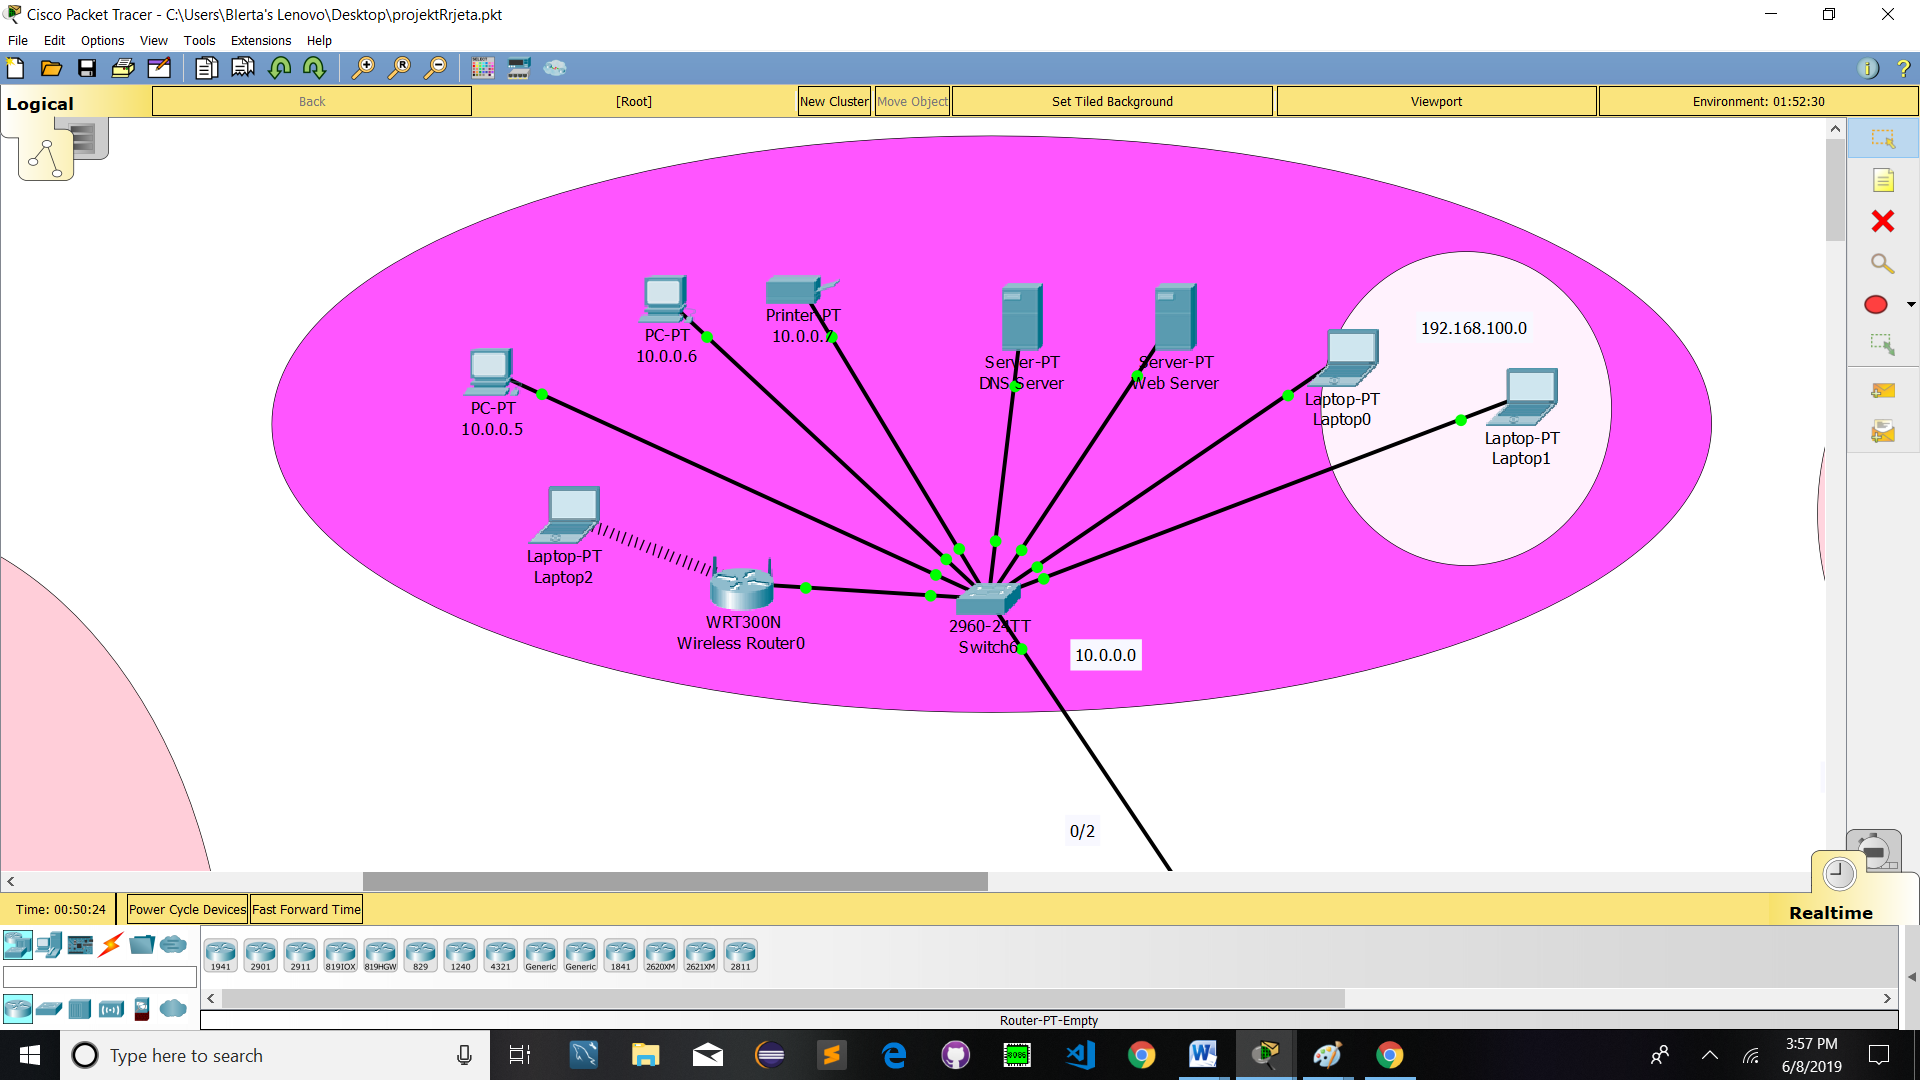 Cisco Packet Tracer - C:\Users\Blerta's Lenovo\Desktop\projektRrjeta.pkt
File Edit Options View Tools Extensions Help
Logical
Back
[Root]
New Cluster
Move Object
Set Tiled Background
Viewport
Environment: 01:52:30
192.168.100.0
Printer-PT
10.0.0.7
PC-PT
10.0.0.6
Server-PT
DNS Server
Server-PT
Web Server
Laptop-PT
Laptop0
PC-PT
10.0.0.5
Laptop-PT
Laptop1
Laptop-PT
Laptop2
WRT300N
Wireless Router0
2960-24TT
Switch6
10.0.0.0
0/2
Time: 00:50:24
Power Cycle Devices
Fast Forward Time
Realtime
1941
2901
2911
819IOX
819HGW
829
1240
4321
Generic
Generic
1841
2620XM
2621XM
2811
Router-PT-Empty
Type here to search
8086
3:57 PM
6/8/2019